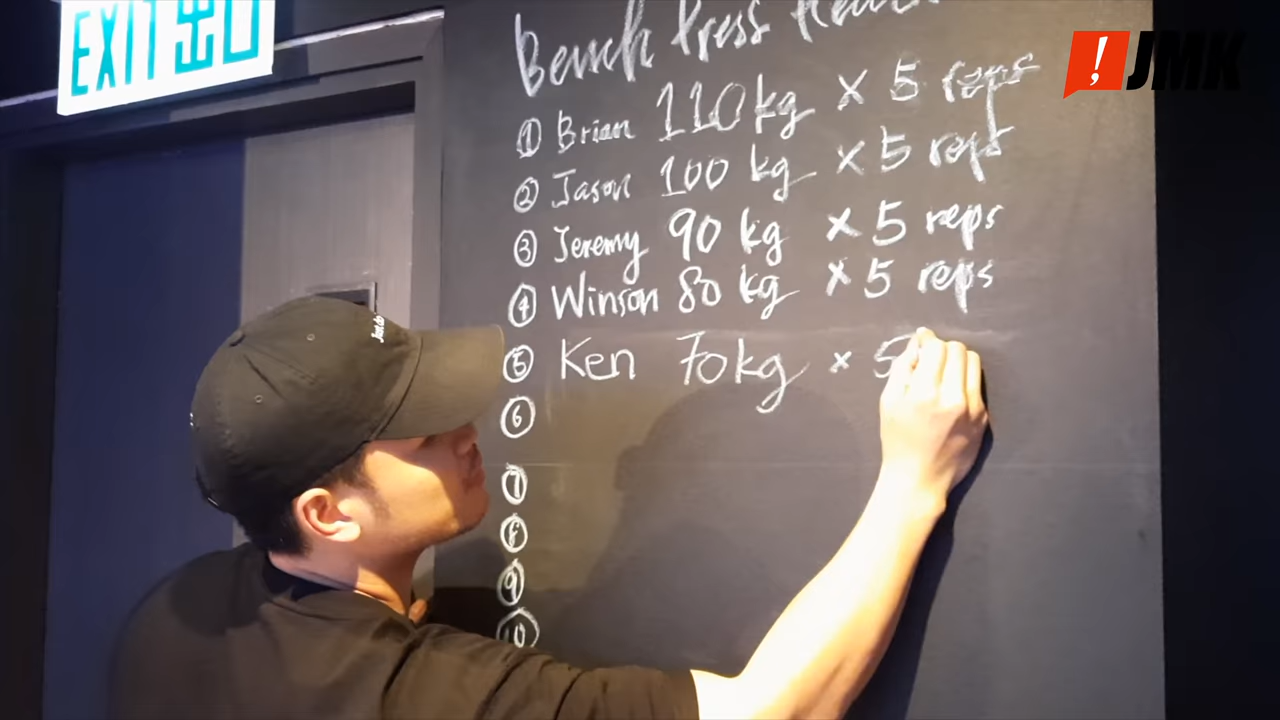 EXIT 出口
!JMK
Bench Press
① Brian 110 kg × 5 reps
② Jason 100 kg × 5 reps
③ Jeremy 90 kg × 5 reps
④ Winson 80 kg × 5 reps
⑤ Ken 70kg × 5
⑥
⑦
⑧
⑨
⑩